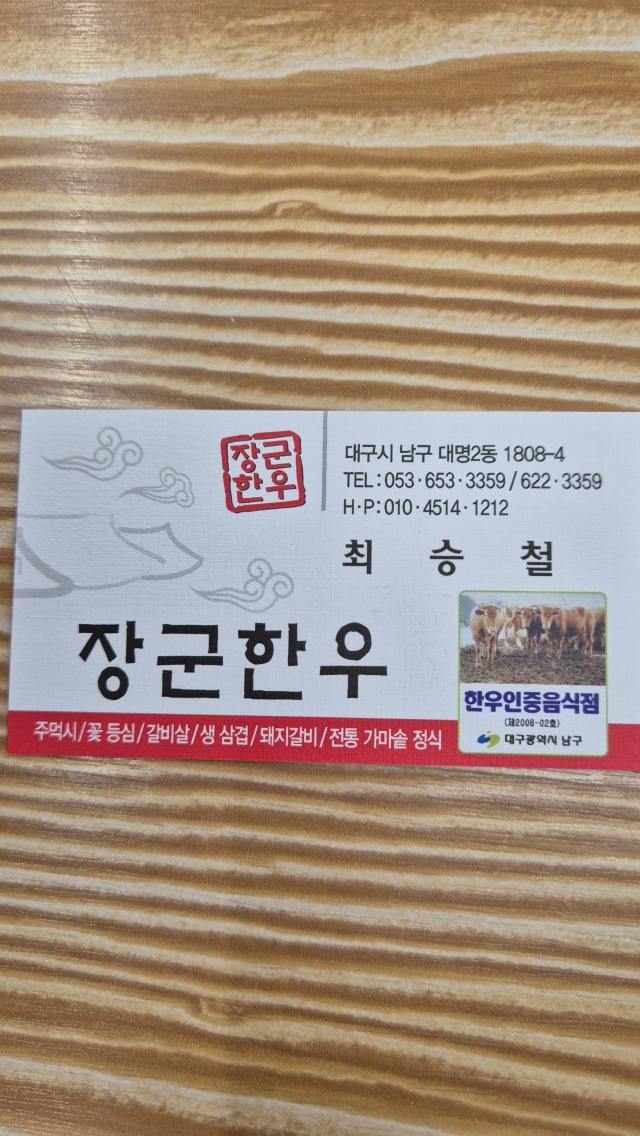 장군
한우
대구시 남구 대명2동 1808-4
TEL : 053 · 653 · 3359 / 622 · 3359
H · P : 010 · 4514 · 1212
최 승 철
장군한우
한우인증음식점
(제2008-02호)
대구광역시 남구
주먹시/꽃 등심/갈비살/생 삼겹/돼지갈비/전통 가마솥 정식